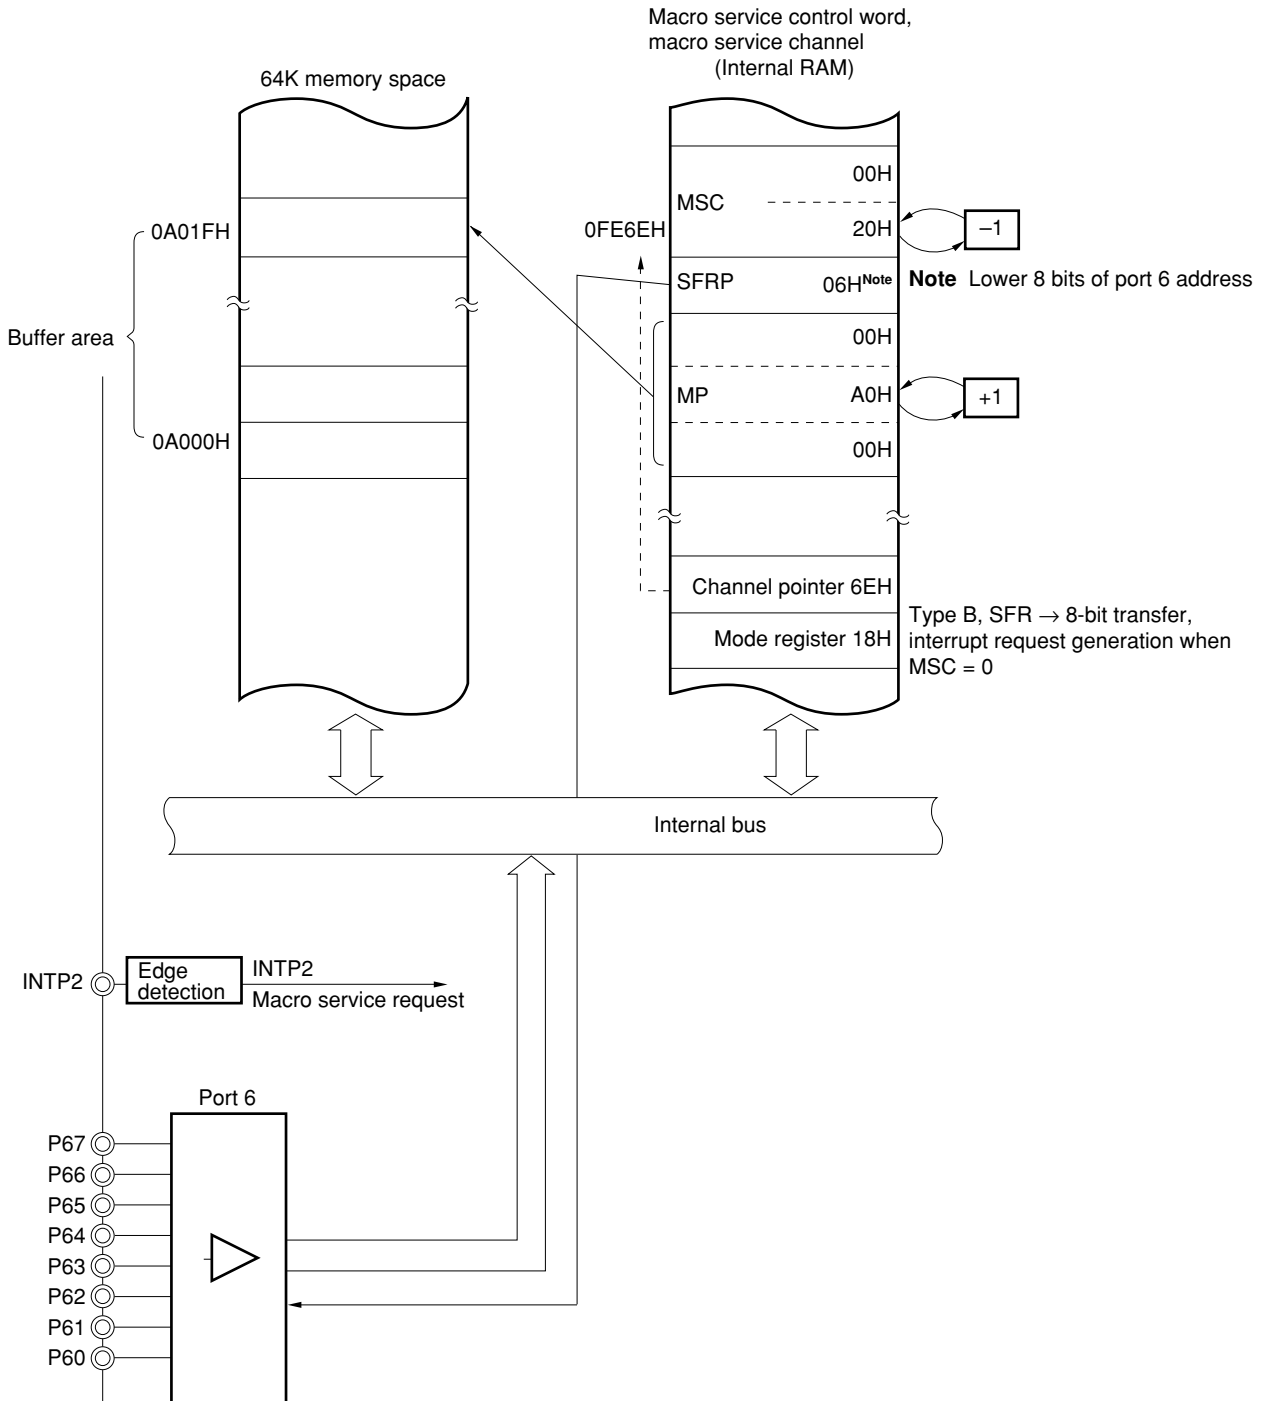 Macro service control word,
macro service channel
(Internal RAM)
64K memory space
00H
MSC
0A01FH
0FE6EH
20H
–1
SFRP
06HNote
Note Lower 8 bits of port 6 address
00H
Buffer area
MP
A0H
+1
0A000H
00H
Channel pointer 6EH
Type B, SFR → 8-bit transfer,
interrupt request generation when
MSC = 0
Mode register 18H
Internal bus
INTP2
Edge
detection
INTP2
Macro service request
Port 6
P67
P66
P65
P64
P63
P62
P61
P60